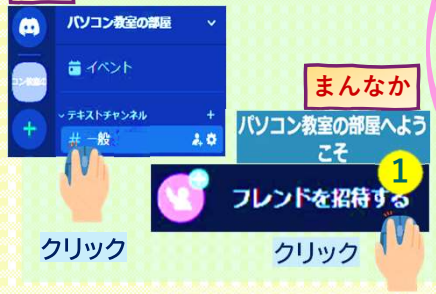 パソコン教室の部屋
イベント
テキストチャンネル +
# 一般
クリック
まんなか
パソコン教室の部屋へよう
こそ
1
フレンドを招待する
クリック